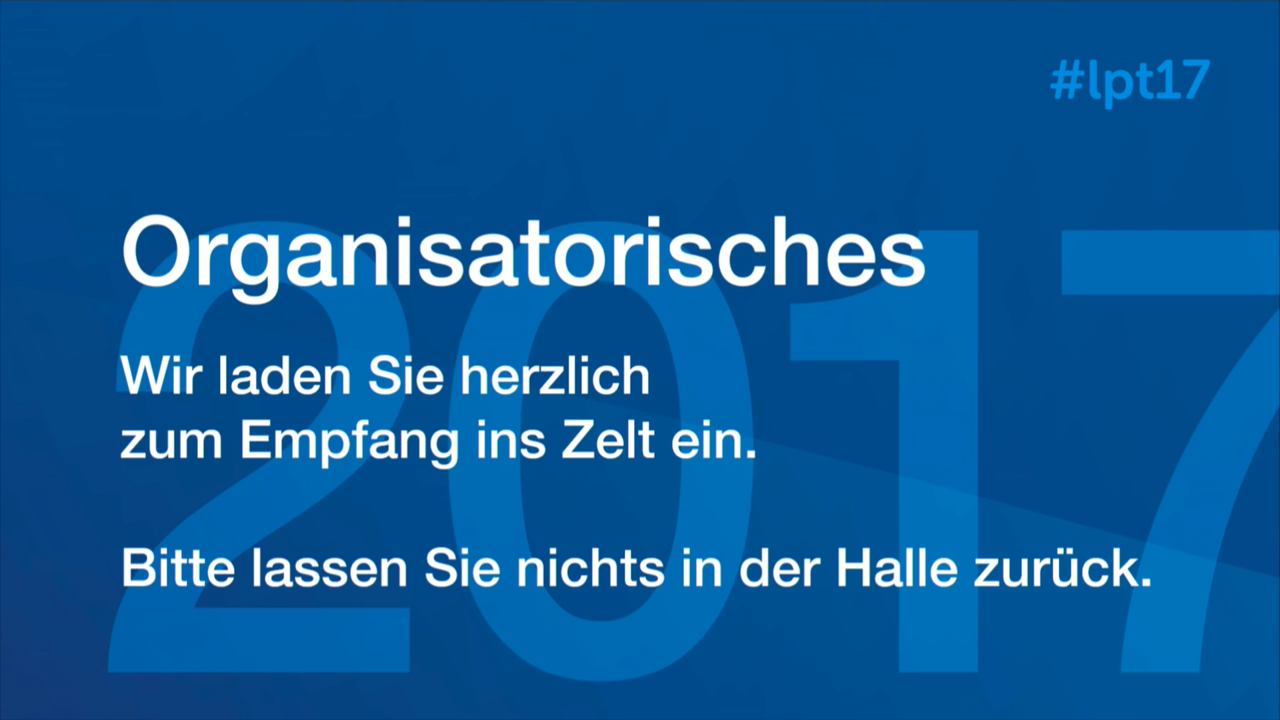 #lpt17
2017
Organisatorisches
Wir laden Sie herzlich
zum Empfang ins Zelt ein.
Bitte lassen Sie nichts in der Halle zurück.